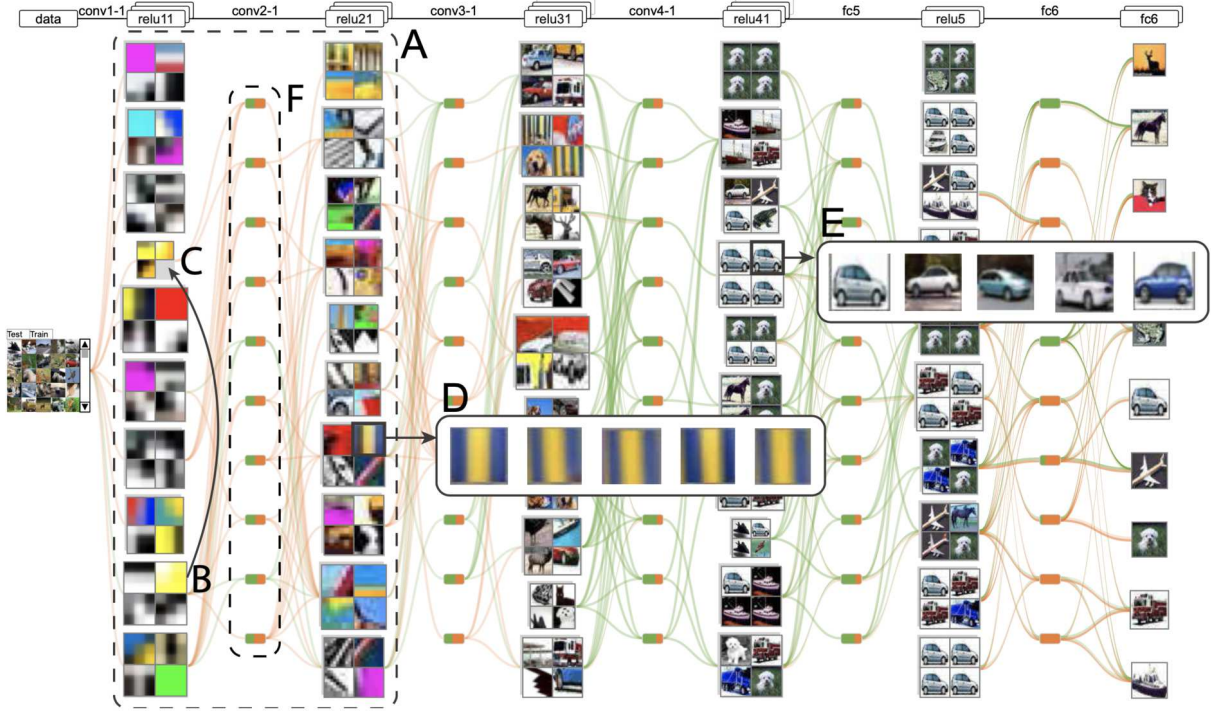 data conv1-1 relu11 conv2-1 relu21 conv3-1 relu31 conv4-1 relu41 fc5 relu5 fc6 fc6
A
F
C
E
Test Train
D
B